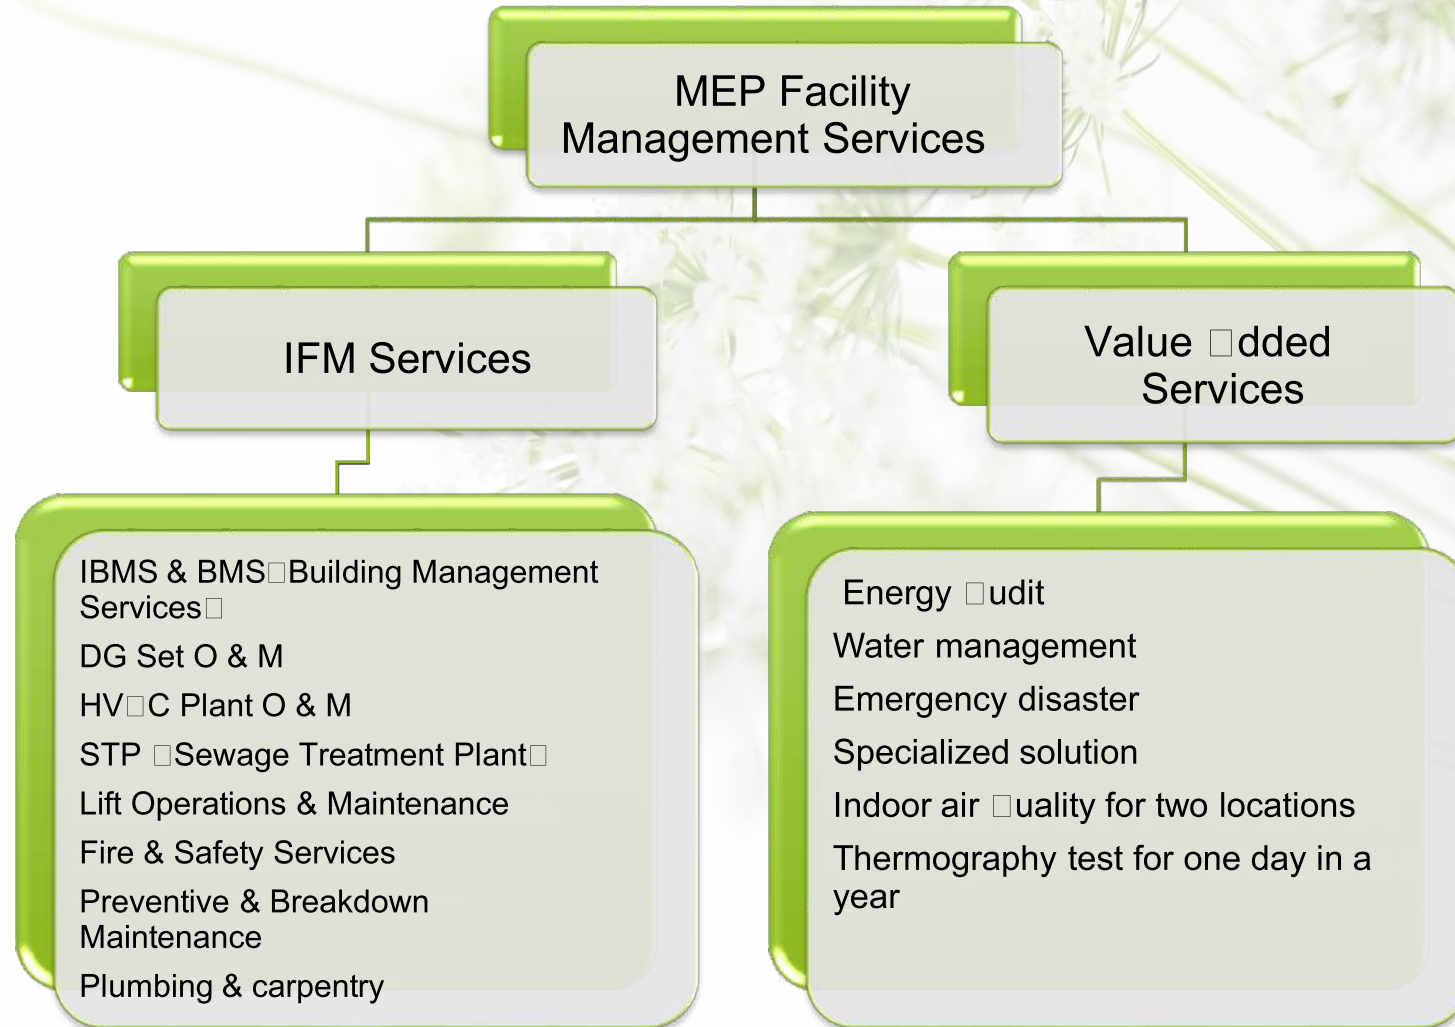 MEP Facility
Management Services
IFM Services
Value □dded
Services
IBMS & BMS□Building Management
Services□
DG Set O & M
HV□C Plant O & M
STP □Sewage Treatment Plant□
Lift Operations & Maintenance
Fire & Safety Services
Preventive & Breakdown
Maintenance
Plumbing & carpentry
Energy □udit
Water management
Emergency disaster
Specialized solution
Indoor air □uality for two locations
Thermography test for one day in a
year